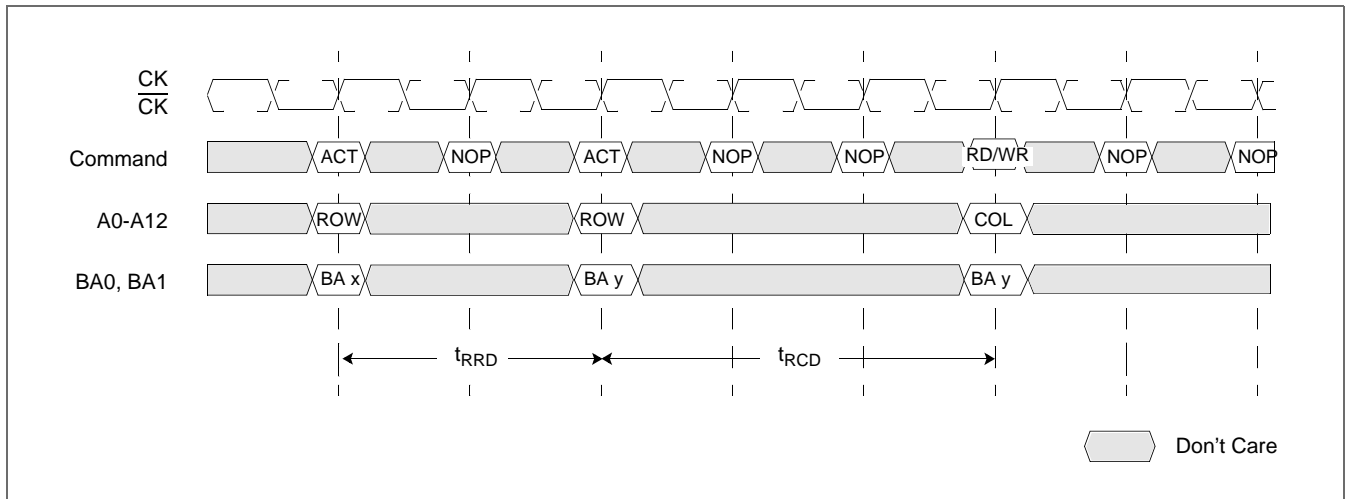 CK
CK
Command ACT NOP ACT NOP NOP RD/WR NOP NOP
A0-A12 ROW ROW COL
BA0, BA1 BA x BA y BA y
tRRD tRCD
Don't Care